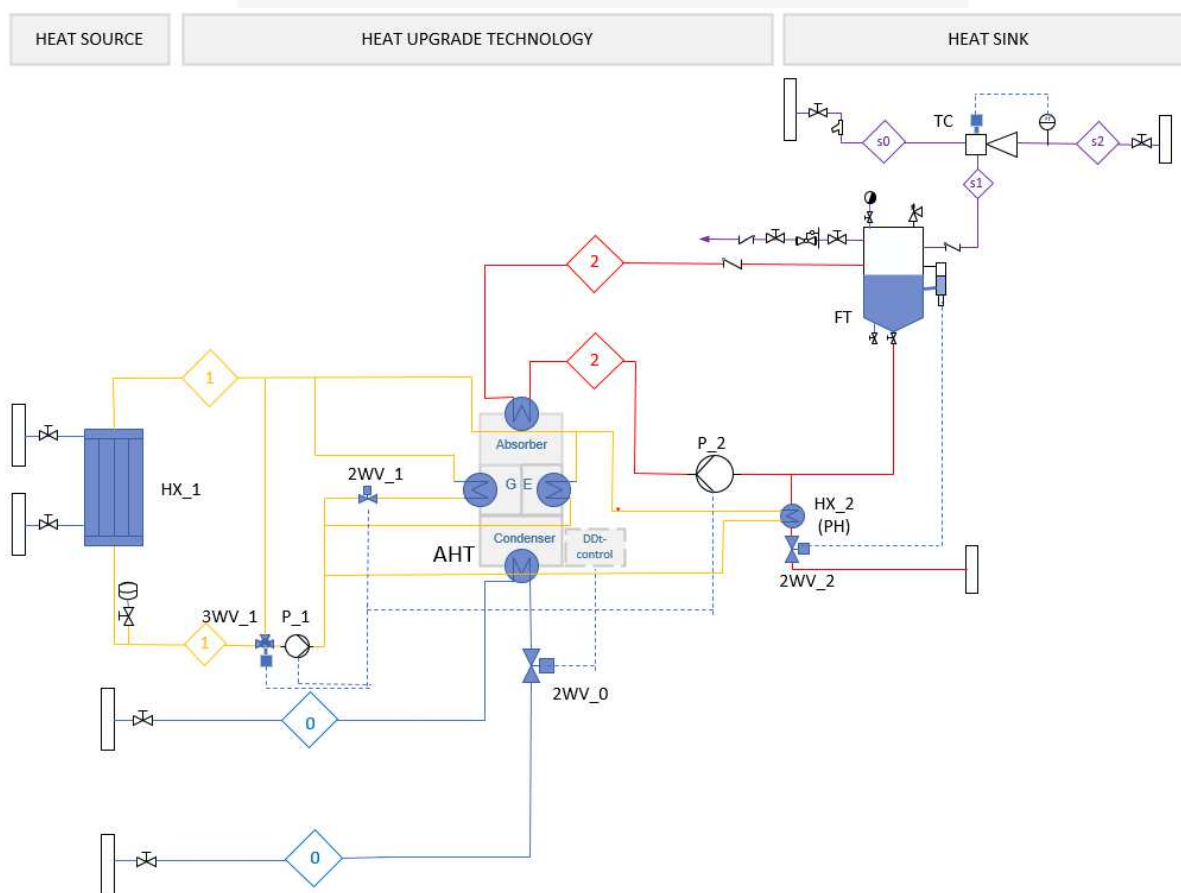 HEAT SOURCE
HEAT UPGRADE TECHNOLOGY
HEAT SINK
TC
s0
s2
s1
2
FT
2
1
Absorber
P_2
2WV_1
G E
HX_1
HX_2
(PH)
Condenser
DDt-
control
AHT
2WV_2
3WV_1
P_1
1
2WV_0
0
0